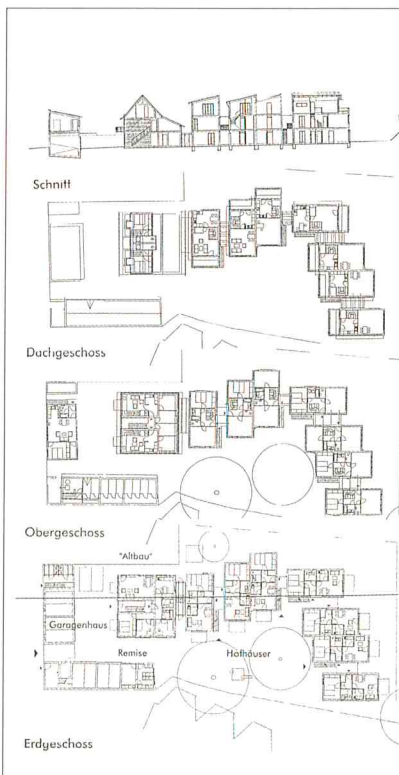 Schnitt
Dachgeschoss
Obergeschoss
"Altbau"
Garagenhaus
Remise
Hofhäuser
Erdgeschoss